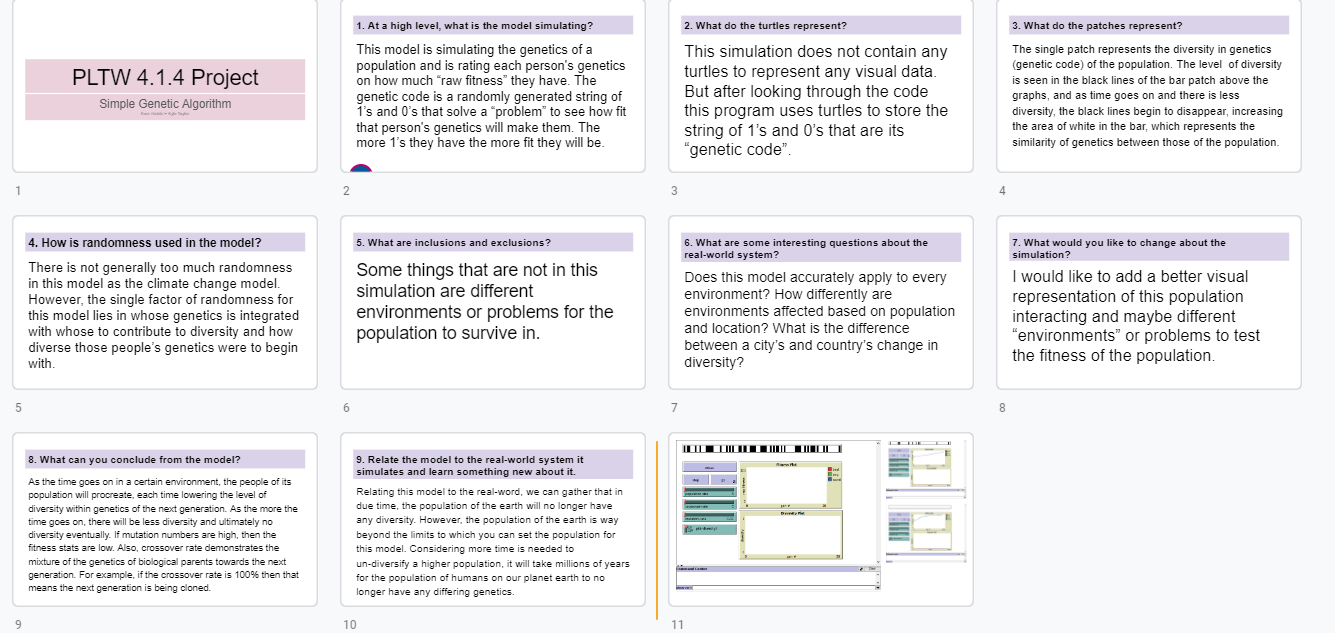 PLTW 4.1.4 Project
Simple Genetic Algorithm
1
1. At a high level, what is the model simulating?
This model is simulating the genetics of a
population and is rating each person's genetics
on how much “raw fitness” they have. The
genetic code is a randomly generated string of
1's and 0's that solve a “problem” to see how fit
that person's genetics will make them. The
more 1's they have the more fit they will be.
2
2. What do the turtles represent?
This simulation does not contain any
turtles to represent any visual data.
But after looking through the code
this program uses turtles to store the
string of 1's and 0's that are its
“genetic code”.
3
3. What do the patches represent?
The single patch represents the diversity in genetics
(genetic code) of the population. The level of diversity
is seen in the black lines of the bar patch above the
graphs, and as time goes on and there is less
diversity, the black lines begin to disappear, increasing
the area of white in the bar, which represents the
similarity of genetics between those of the population.
4
4. How is randomness used in the model?
There is not generally too much randomness
in this model as the climate change model.
However, the single factor of randomness for
this model lies in whose genetics is integrated
with whose to contribute to diversity and how
diverse those people's genetics were to begin
with.
5
5. What are inclusions and exclusions?
Some things that are not in this
simulation are different
environments or problems for the
population to survive in.
6
6. What are some interesting questions about the
real-world system?
Does this model accurately apply to every
environment? How differently are
environments affected based on population
and location? What is the difference
between a city's and country's change in
diversity?
7
7. What would you like to change about the
simulation?
I would like to add a better visual
representation of this population
interacting and maybe different
“environments” or problems to test
the fitness of the population.
8
8. What can you conclude from the model?
As the time goes on in a certain environment, the people of its
population will procreate, each time lowering the level of
diversity within genetics of the next generation. As the more the
time goes on, there will be less diversity and ultimately no
diversity eventually. If mutation numbers are high, then the
fitness stats are low. Also, crossover rate demonstrates the
mixture of the genetics of biological parents towards the next
generation. For example, if the crossover rate is 100% then that
means the next generation is being cloned.
9
9. Relate the model to the real-world system it
simulates and learn something new about it.
Relating this model to the real-word, we can gather that in
due time, the population of the earth will no longer have
any diversity. However, the population of the earth is way
beyond the limits to which you can set the population for
this model. Considering more time is needed to
un-diversify a higher population, it will take millions of years
for the population of humans on our planet earth to no
longer have any differing genetics.
10
Fitness Plot
Diversity Plot
Command Center
11